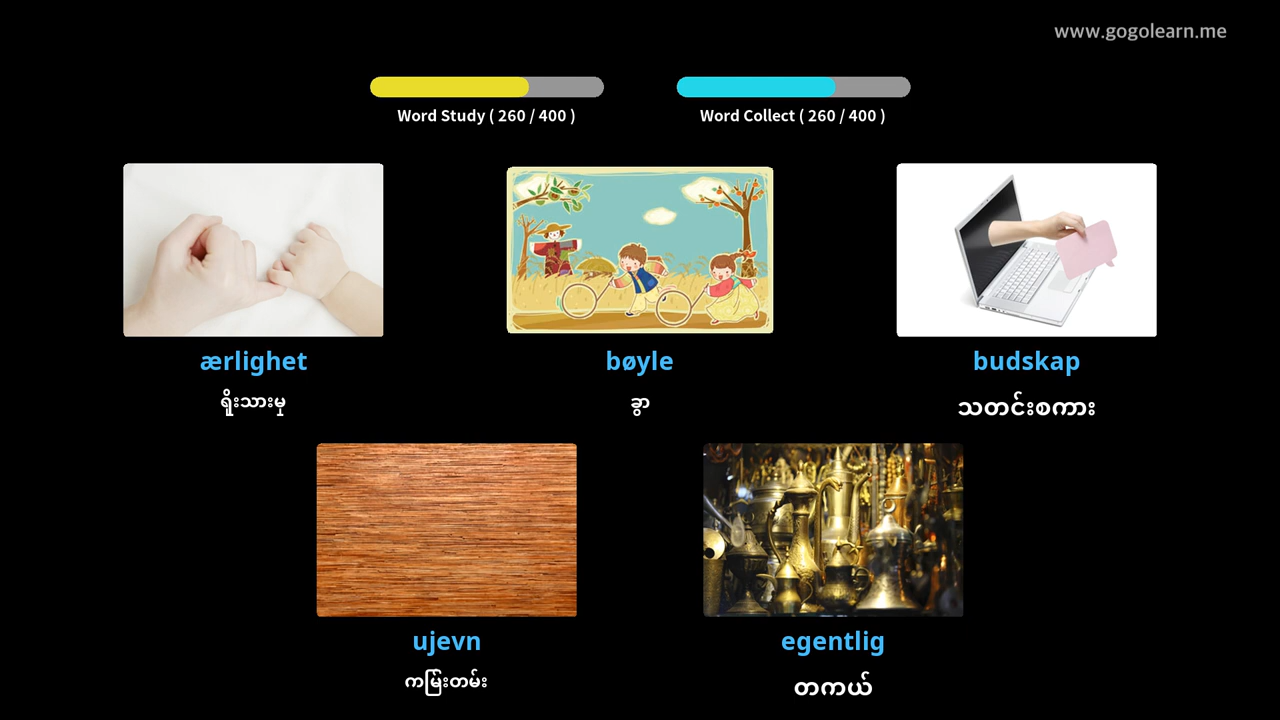 www.gogolearn.me
Word Study ( 260 / 400 )
Word Collect ( 260 / 400 )
ærlighet
ရိုးသားမှု
bøyle
ခွာ
budskap
သတင်းစကား
ujevn
ကမြ်းတမ်း
egentlig
တကယ်